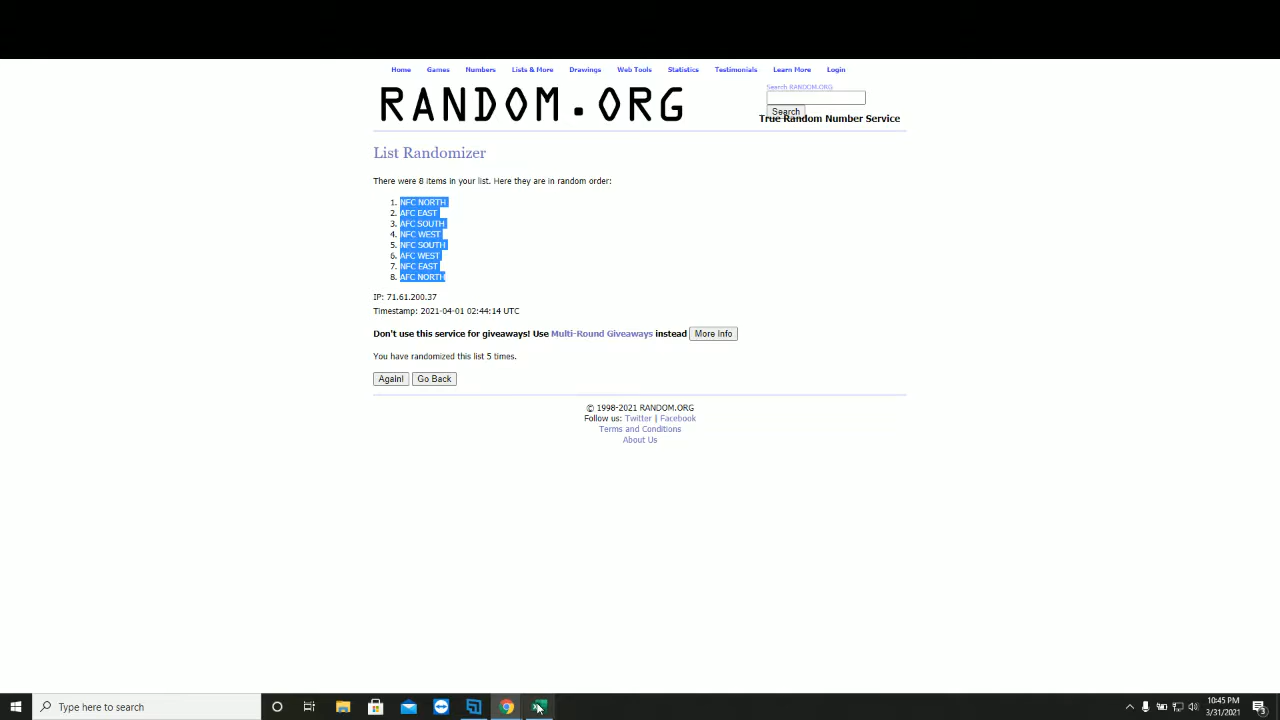 Home Games Numbers Lists & More Drawings Web Tools Statistics Testimonials Learn More Login
RANDOM.ORG
Search RANDOM.ORG
Search
True Random Number Service
List Randomizer
There were 8 items in your list. Here they are in random order:
1. NFC NORTH
2. AFC EAST
3. AFC SOUTH
4. NFC WEST
5. NFC SOUTH
6. AFC WEST
7. NFC EAST
8. AFC NORTH
IP: 71.61.200.37
Timestamp: 2021-04-01 02:44:14 UTC
Don't use this service for giveaways! Use Multi-Round Giveaways instead More Info
You have randomized this list 5 times.
Again! Go Back
© 1998-2021 RANDOM.ORG
Follow us: Twitter | Facebook
Terms and Conditions
About Us
Type here to search
10:45 PM
3/31/2021
3